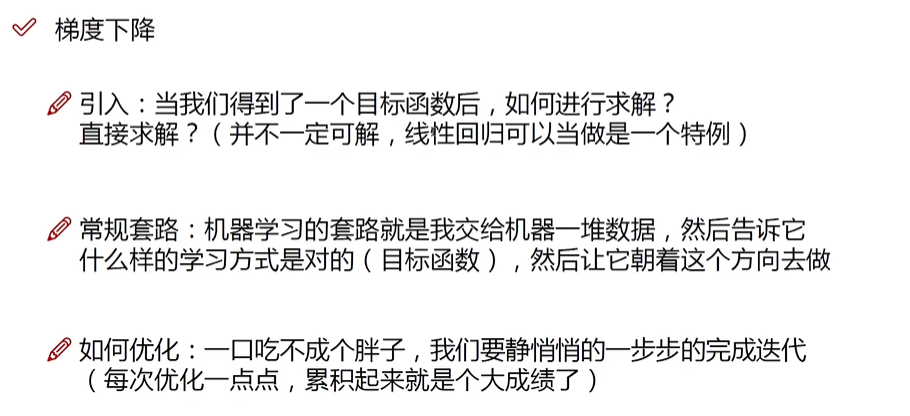 梯度下降
引入：当我们得到了一个目标函数后，如何进行求解？
直接求解？（并不一定可解，线性回归可以当做是一个特例）
常规套路：机器学习的套路就是我交给机器一堆数据，然后告诉它
什么样的学习方式是对的（目标函数），然后让它朝着这个方向去做
如何优化：一口吃不成个胖子，我们要静悄悄的一步步的完成迭代
（每次优化一点点，累积起来就是个大成绩了）